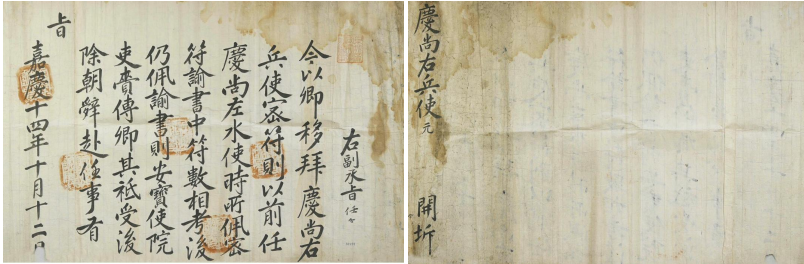 慶尚右兵使 元
開坼
右副承旨
今以卿移拜慶尚右
兵使密符則以前任
慶尚左水使時所佩密
符諭書中符數相考後
仍佩諭書則安寶使院
吏賫傳卿其祗受後
除朝辭赴任事有
旨
嘉慶十四年十月十二日